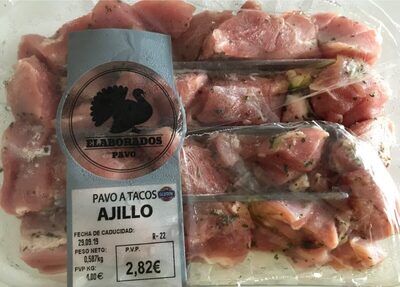 ELABORADOS
PAVO
PAVO A TACOS
AJILLO
FECHA DE CADUCIDAD:
29.09.19 R-22
PESO NETO: P.V.P.
0,587kg
PVP KG: 2,82€